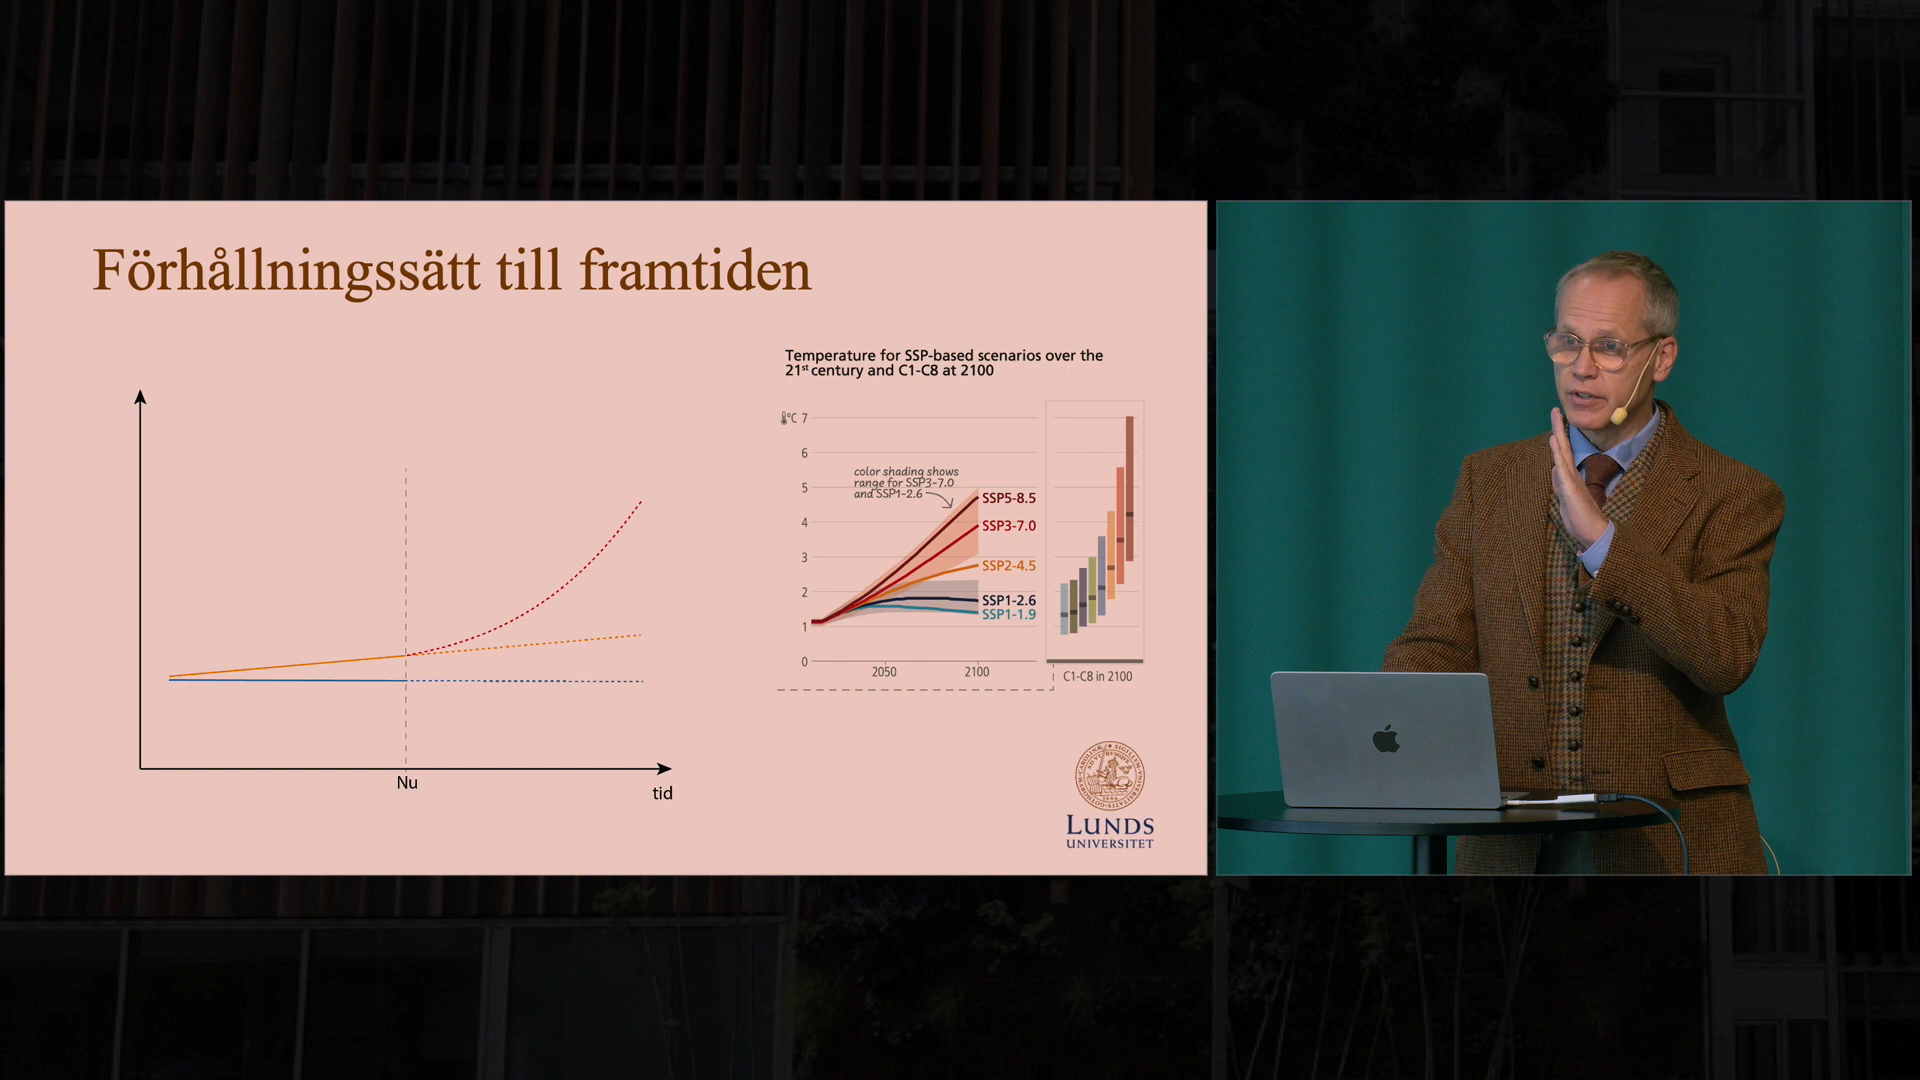 Förhållningssätt till framtiden
Nu
tid
Temperature for SSP-based scenarios over the
21st century and C1-C8 at 2100
°C 7
6
5
4
3
2
1
0
color shading shows
range for SSP3-7.0
and SSP1-2.6
SSP5-8.5
SSP3-7.0
SSP2-4.5
SSP1-2.6
SSP1-1.9
2050
2100
C1-C8 in 2100
LUNDS
UNIVERSITET